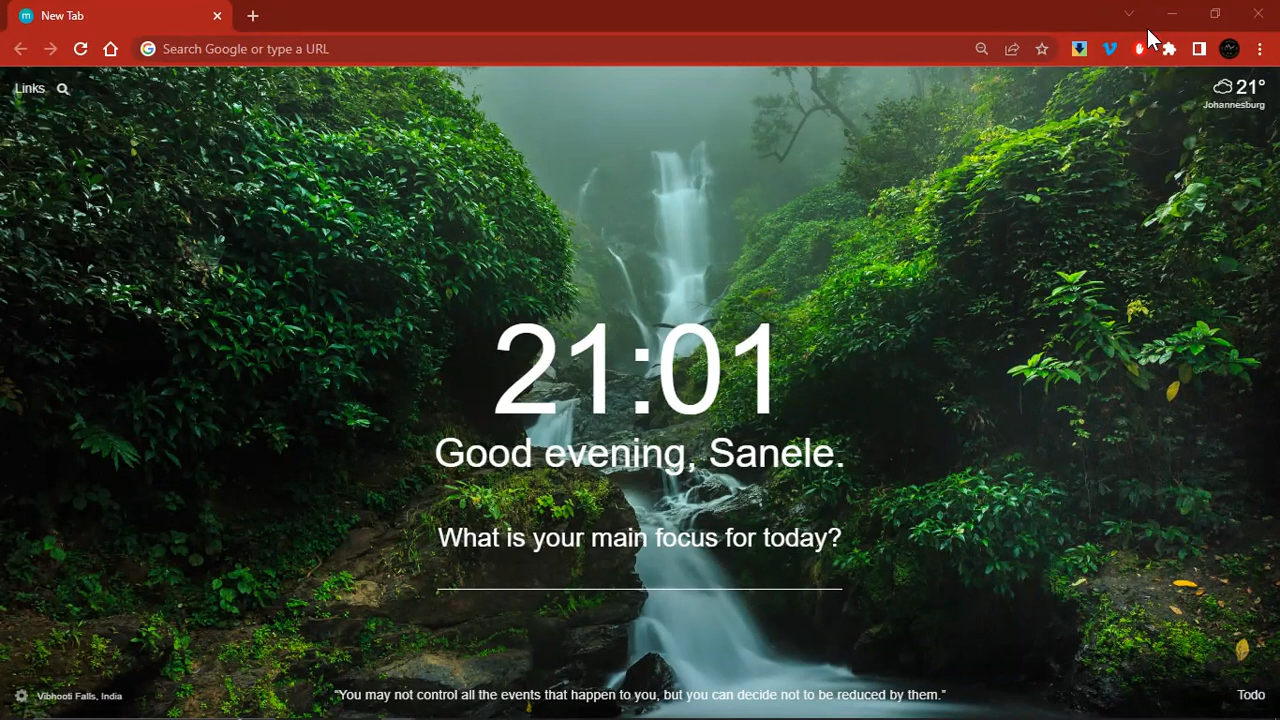 New Tab
Search Google or type a URL
Links
21°
Johannesburg
21:01
Good evening, Sanele.
What is your main focus for today?
Vibhooti Falls, India
"You may not control all the events that happen to you, but you can decide not to be reduced by them."
Todo